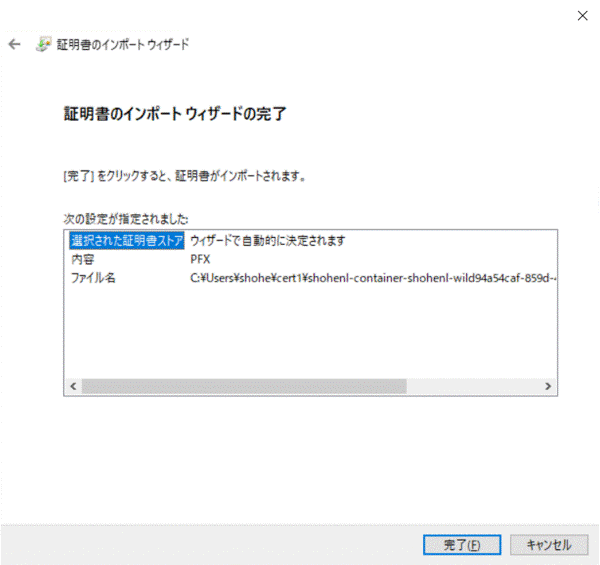 証明書のインポート ウィザード
証明書のインポート ウィザードの完了
[完了] をクリックすると、証明書がインポートされます。
次の設定が指定されました:
選択された証明書ストア ウィザードで自動的に決定されます
内容 PFX
ファイル名 C:¥Users¥shohe¥cert1¥shohenl-container-shohenl-wild94a54caf-859d-
完了(F) キャンセル